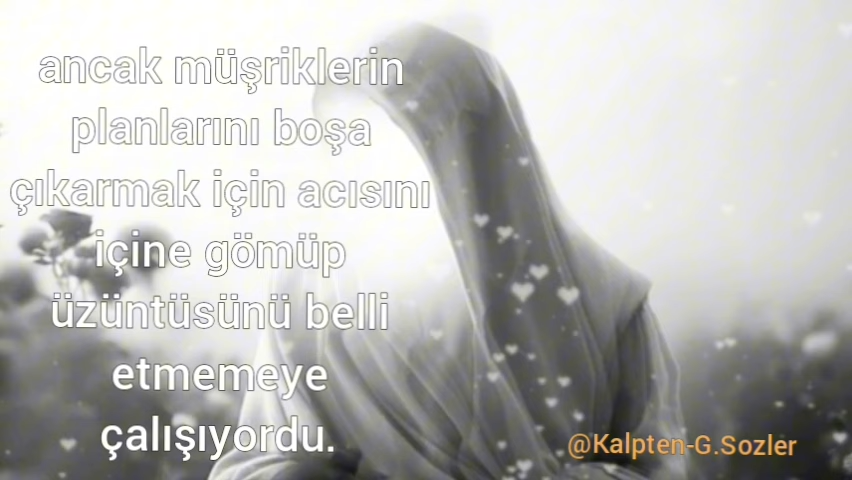 ancak müşriklerin
planlarını boşa
çıkarmak için acısını
içine gömüp
üzüntüsünü belli
etmemeye
çalışıyordu.
@Kalpten-G.Sozler